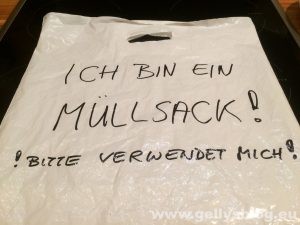 ICH BIN EIN
MÜLLSACK!
! BITTE VERWENDET MICH!